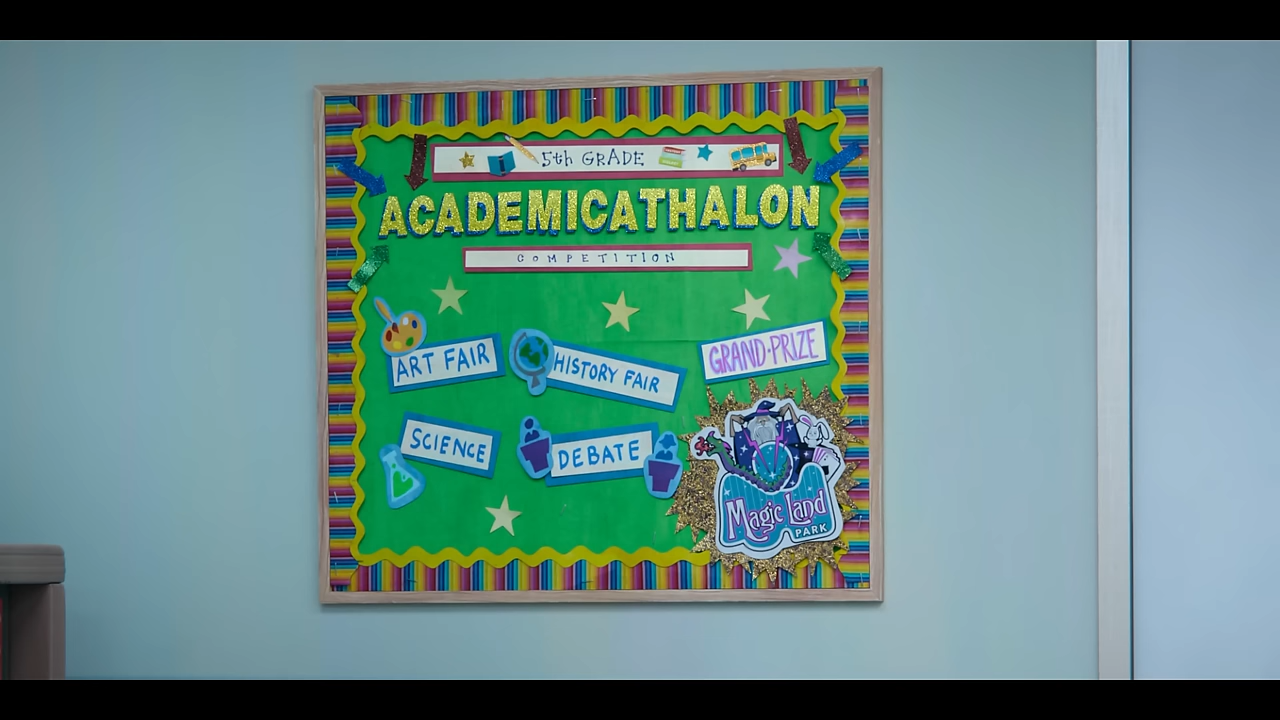 5th GRADE
ACADEMICATHALON
COMPETITION
ART FAIR
HISTORY FAIR
GRAND-PRIZE
SCIENCE
DEBATE
Magic Land
PARK